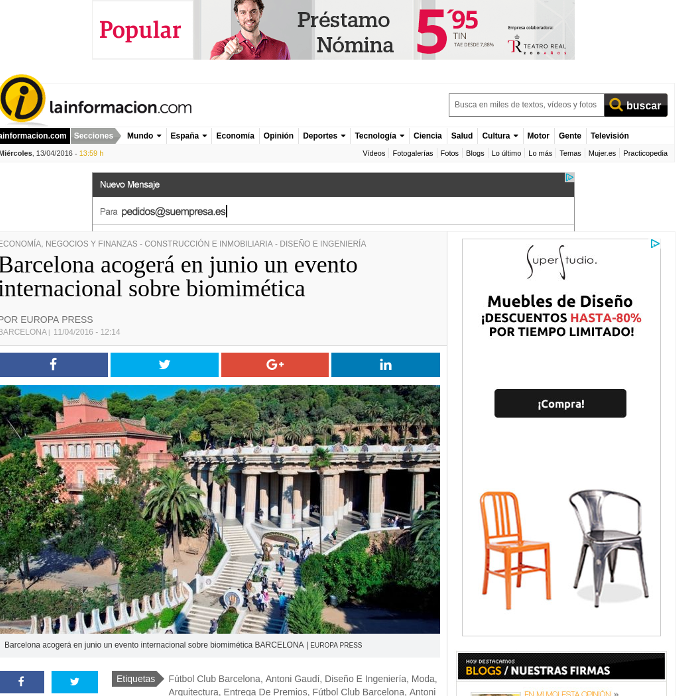 Popular
Préstamo
Nómina
5'95
TIN
TAE DESDE 7,98%
Empresa colaboradora:
TEATRO REAL
lainformacion.com
Busca en miles de textos, vídeos y fotos
buscar
lainformacion.com Secciones Mundo España Economía Opinión Deportes Tecnología Ciencia Salud Cultura Motor Gente Televisión
Miércoles, 13/04/2016 - 13:59 h
Vídeos Fotogalerías Fotos Blogs Lo último Lo más Temas Mujer.es Practicopedia
Nuevo Mensaje
Para pedidos@suempresa.es
ECONOMÍA, NEGOCIOS Y FINANZAS - CONSTRUCCIÓN E INMOBILIARIA - DISEÑO E INGENIERÍA
Barcelona acogerá en junio un evento
internacional sobre biomimética
POR EUROPA PRESS
BARCELONA | 11/04/2016 - 12:14
f
G+
in
Barcelona acogerá en junio un evento internacional sobre biomimética BARCELONA | EUROPA PRESS
f
Etiquetas
Fútbol Club Barcelona, Antoni Gaudi, Diseño E Ingeniería, Moda,
Arquitectura, Entrega De Premios, Fútbol Club Barcelona, Antoni
SuperStudio.
Muebles de Diseño
¡DESCUENTOS HASTA-80%
POR TIEMPO LIMITADO!
¡Compra!
HOY DESTACAMOS
BLOGS / NUESTRAS FIRMAS
EN MI MODESTA OPINIÓN »